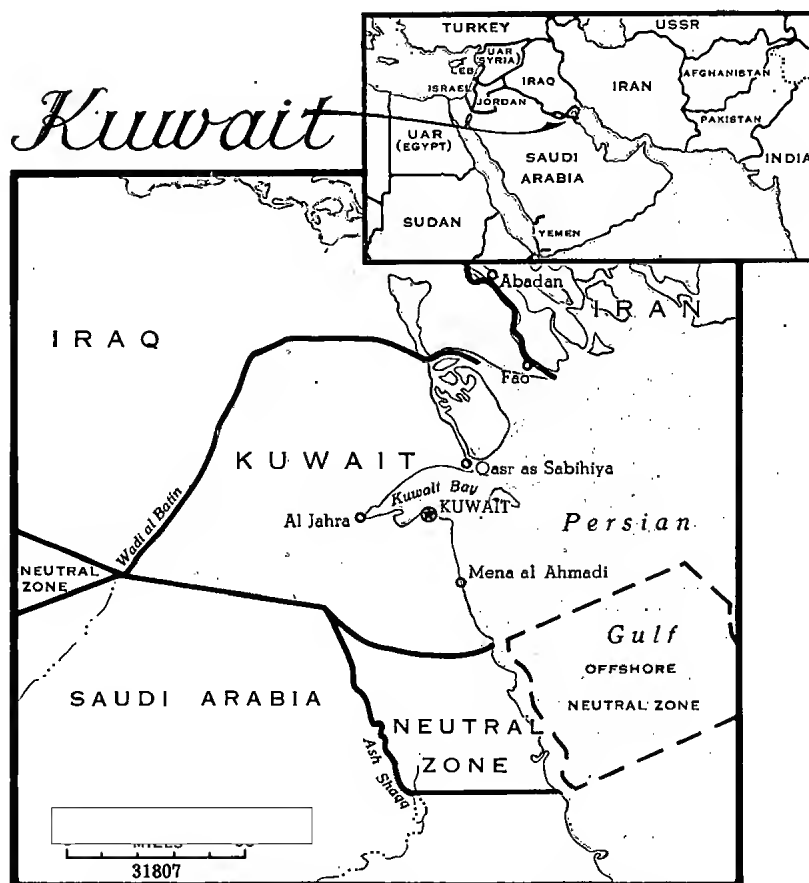 Kuwait
TURKEY
USSR
UAR
(SYRIA)
LEB.
ISRAEL
JORDAN
IRAQ
IRAN
AFGHANISTAN
PAKISTAN
INDIA
UAR
(EGYPT)
SAUDI
ARABIA
SUDAN
YEMEN
Abadan
IRAN
IRAQ
Fao
KUWAIT
Qasr as Sabihiya
Kuwait Bay
KUWAIT
Al Jahra
Persian
Wadi al Batin
NEUTRAL
ZONE
Mena al Ahmadi
Gulf
OFFSHORE
NEUTRAL ZONE
SAUDI ARABIA
NEUTRAL
ZONE
Ash Shaqq
MILES
31807